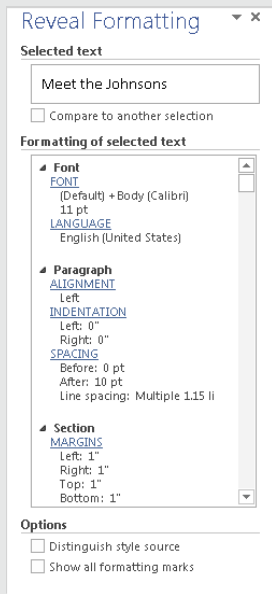 Reveal Formatting
Selected text
Meet the Johnsons
Compare to another selection
Formatting of selected text
Font
FONT
(Default) +Body (Calibri)
11 pt
LANGUAGE
English (United States)
Paragraph
ALIGNMENT
Left
INDENTATION
Left: 0"
Right: 0"
SPACING
Before: 0 pt
After: 10 pt
Line spacing: Multiple 1.15 li
Section
MARGINS
Left: 1"
Right: 1"
Top: 1"
Bottom: 1"
Options
Distinguish style source
Show all formatting marks